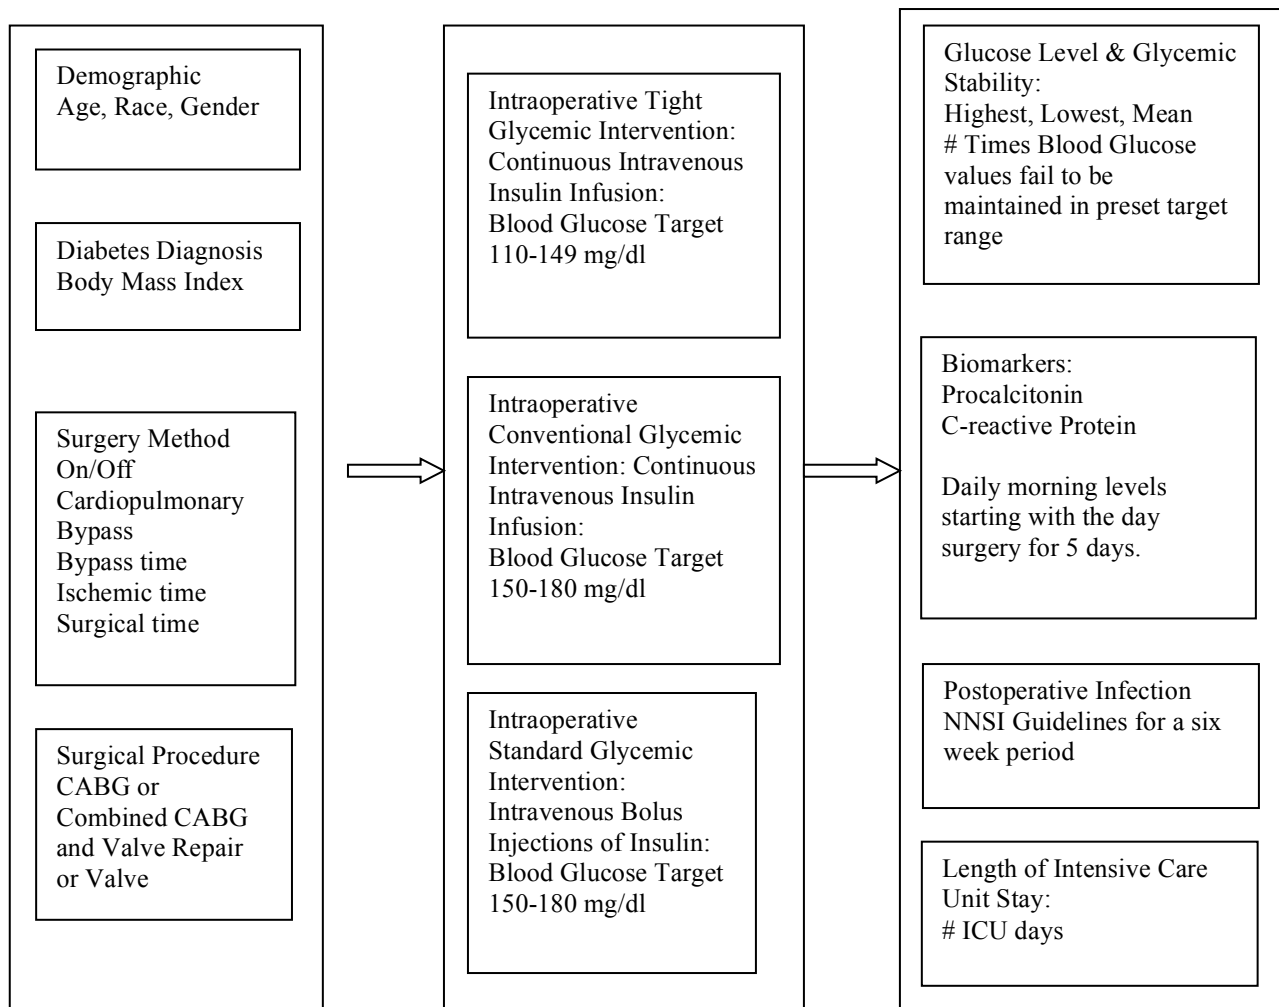 Demographic
Age, Race, Gender
Diabetes Diagnosis
Body Mass Index
Surgery Method
On/Off
Cardiopulmonary
Bypass
Bypass time
Ischemic time
Surgical time
Surgical Procedure
CABG or
Combined CABG
and Valve Repair
or Valve
Intraoperative Tight
Glycemic Intervention:
Continuous Intravenous
Insulin Infusion:
Blood Glucose Target
110-149 mg/dl
Intraoperative
Conventional Glycemic
Intervention: Continuous
Intravenous Insulin
Infusion:
Blood Glucose Target
150-180 mg/dl
Intraoperative
Standard Glycemic
Intervention:
Intravenous Bolus
Injections of Insulin:
Blood Glucose Target
150-180 mg/dl
Glucose Level & Glycemic
Stability:
Highest, Lowest, Mean
# Times Blood Glucose
values fail to be
maintained in preset target
range
Biomarkers:
Procalcitonin
C-reactive Protein
Daily morning levels
starting with the day
surgery for 5 days.
Postoperative Infection
NNSI Guidelines for a six
week period
Length of Intensive Care
Unit Stay:
# ICU days